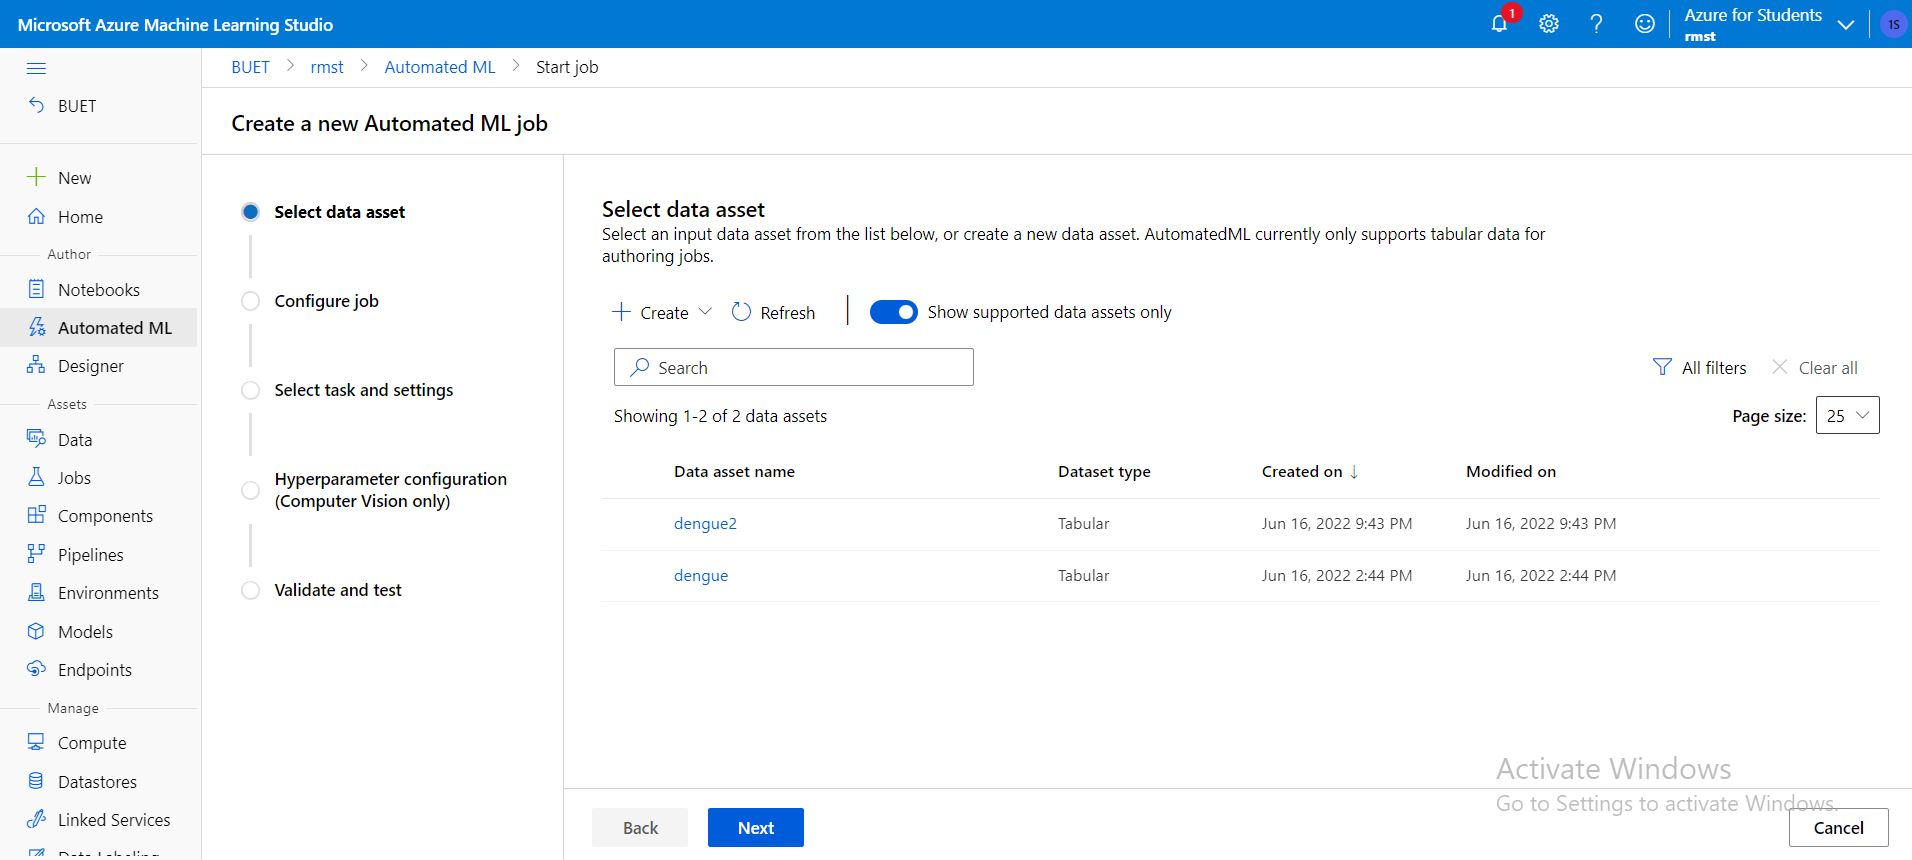 Microsoft Azure Machine Learning Studio
1
Azure for Students
rmst
1S
BUET
New
Home
Author
Notebooks
Automated ML
Designer
Assets
Data
Jobs
Components
Pipelines
Environments
Models
Endpoints
Manage
Compute
Datastores
Linked Services
Data Labeling
BUET > rmst > Automated ML > Start job
Create a new Automated ML job
Select data asset
Configure job
Select task and settings
Hyperparameter configuration
(Computer Vision only)
Validate and test
Select data asset
Select an input data asset from the list below, or create a new data asset. AutomatedML currently only supports tabular data for
authoring jobs.
Create Refresh Show supported data assets only
Search
All filters Clear all
Showing 1-2 of 2 data assets
Page size: 25
Data asset name Dataset type Created on ↓ Modified on
dengue2 Tabular Jun 16, 2022 9:43 PM Jun 16, 2022 9:43 PM
dengue Tabular Jun 16, 2022 2:44 PM Jun 16, 2022 2:44 PM
Activate Windows
Go to Settings to activate Windows.
Back Next Cancel